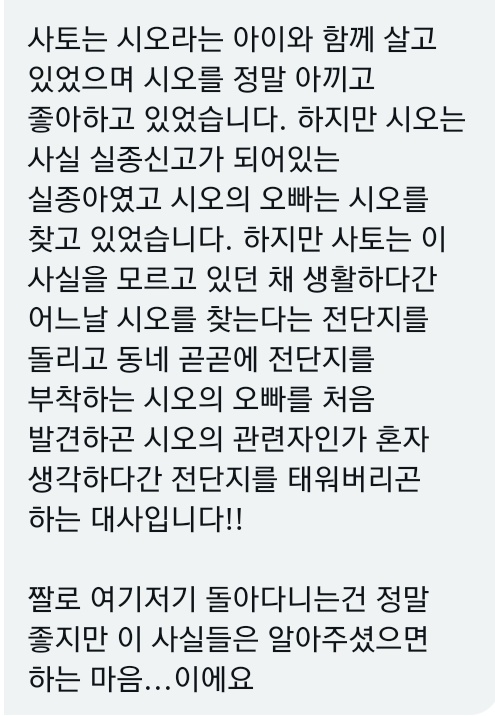 사토는 시오라는 아이와 함께 살고
있었으며 시오를 정말 아끼고
좋아하고 있었습니다. 하지만 시오는
사실 실종신고가 되어있는
실종아였고 시오의 오빠는 시오를
찾고 있었습니다. 하지만 사토는 이
사실을 모르고 있던 채 생활하다간
어느날 시오를 찾는다는 전단지를
돌리고 동네 곧곧에 전단지를
부착하는 시오의 오빠를 처음
발견하곤 시오의 관련자인가 혼자
생각하다간 전단지를 태워버리곤
하는 대사입니다!!
짤로 여기저기 돌아다니는건 정말
좋지만 이 사실들은 알아주셨으면
하는 마음...이에요